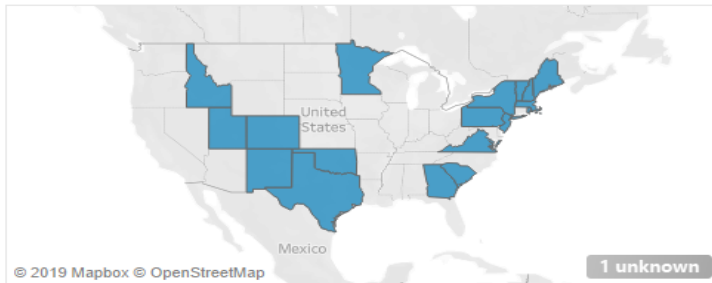 United
States
Mexico
© 2019 Mapbox © OpenStreetMap
1 unknown